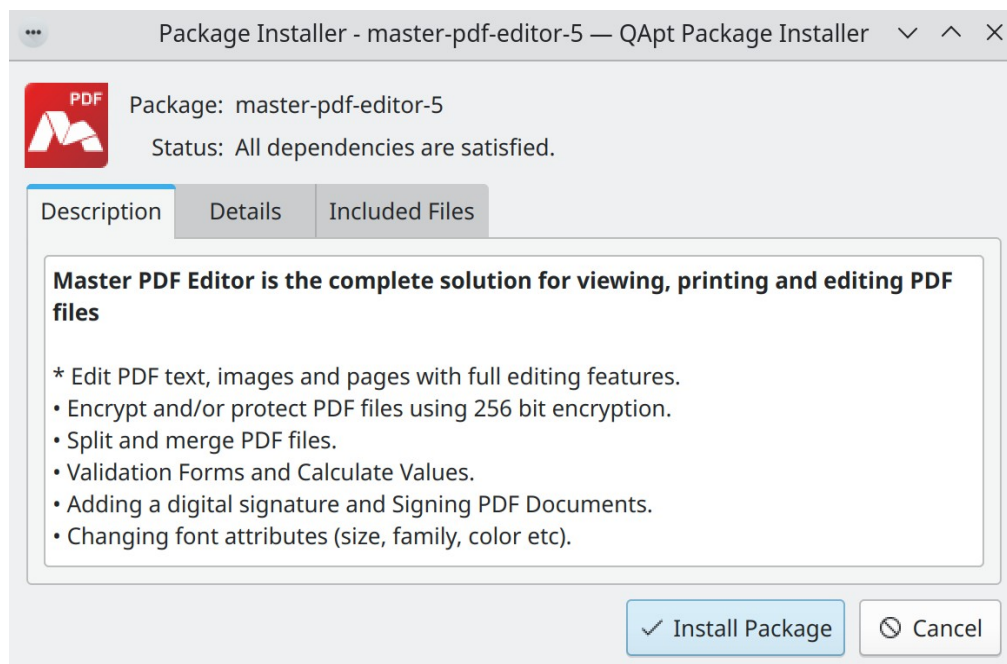 Package Installer - master-pdf-editor-5 — QApt Package Installer
PDF
Package: master-pdf-editor-5
Status: All dependencies are satisfied.
Description Details Included Files
Master PDF Editor is the complete solution for viewing, printing and editing PDF
files
* Edit PDF text, images and pages with full editing features.
• Encrypt and/or protect PDF files using 256 bit encryption.
• Split and merge PDF files.
• Validation Forms and Calculate Values.
• Adding a digital signature and Signing PDF Documents.
• Changing font attributes (size, family, color etc).
Install Package Cancel